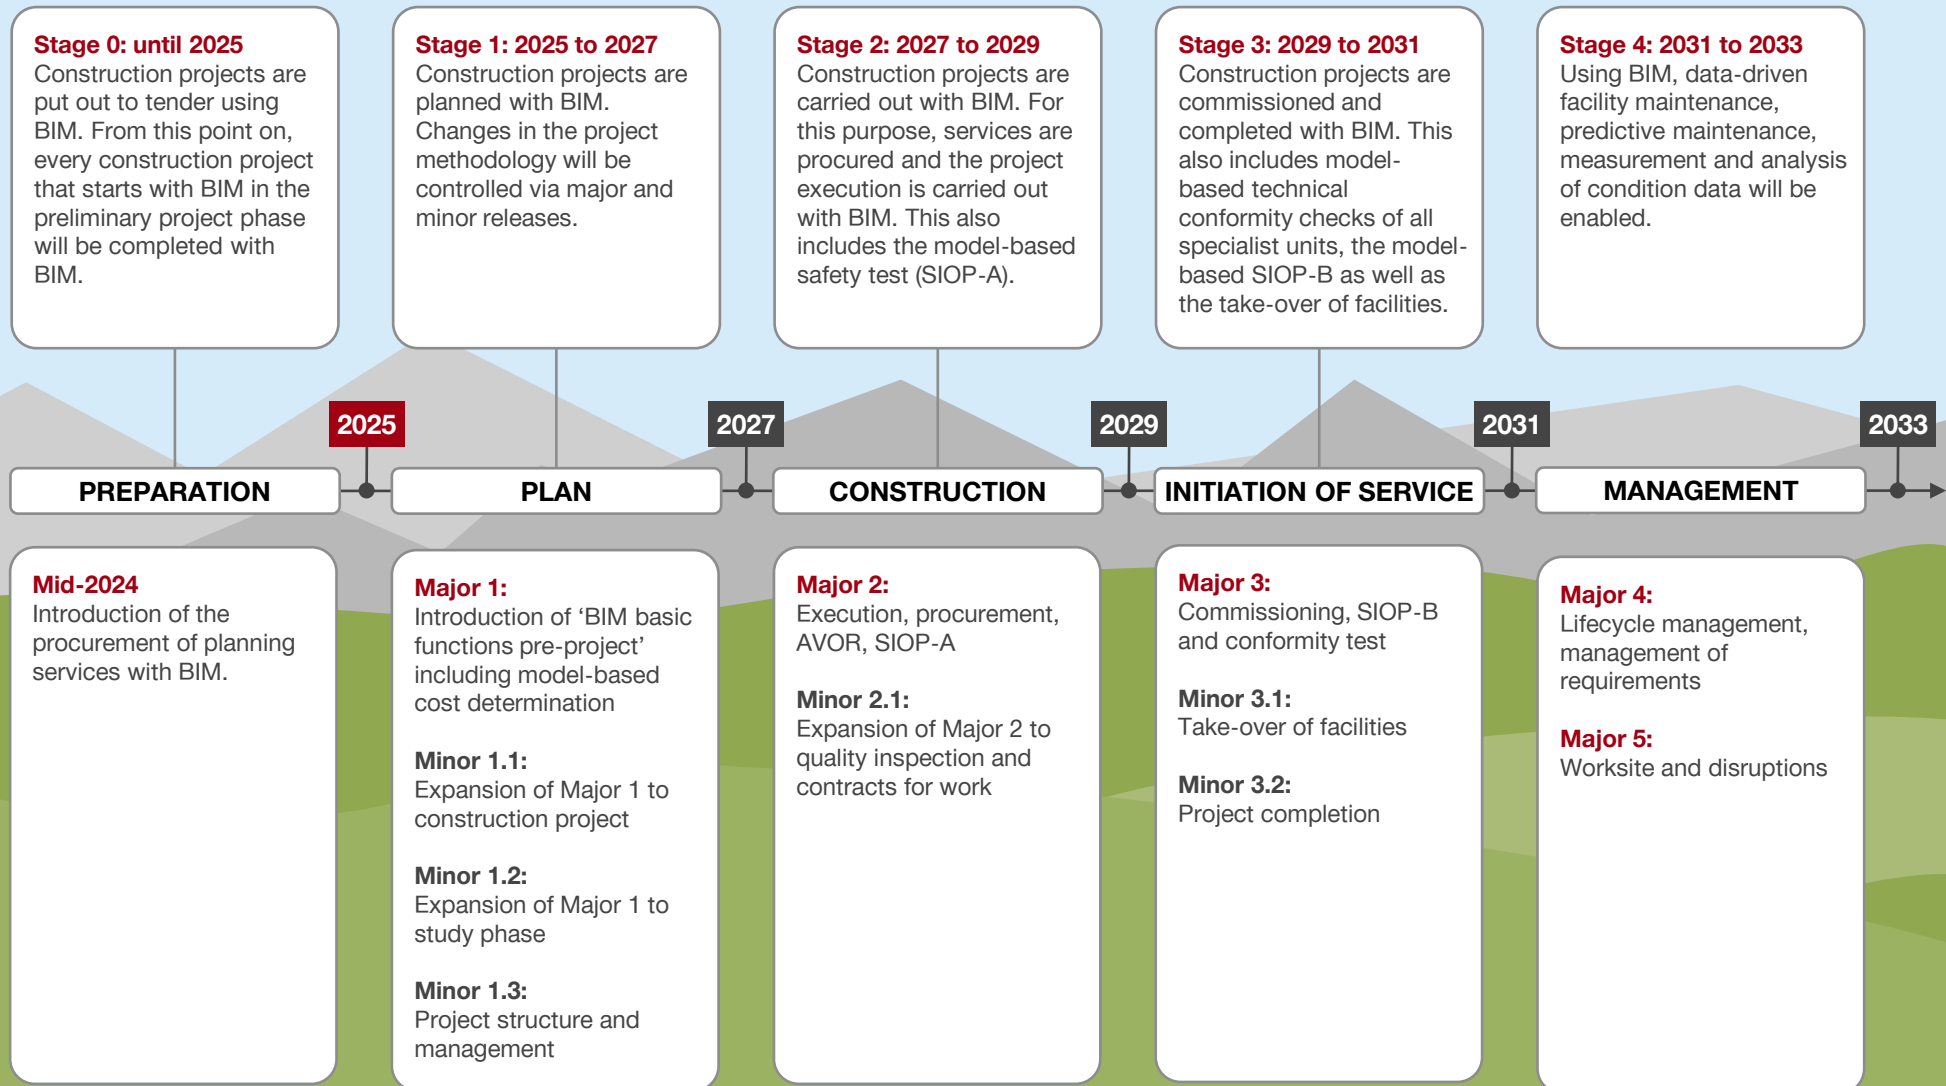 Stage 0: until 2025
Construction projects are
put out to tender using
BIM. From this point on,
every construction project
that starts with BIM in the
preliminary project phase
will be completed with
BIM.
Stage 1: 2025 to 2027
Construction projects are
planned with BIM.
Changes in the project
methodology will be
controlled via major and
minor releases.
Stage 2: 2027 to 2029
Construction projects are
carried out with BIM. For
this purpose, services are
procured and the project
execution is carried out
with BIM. This also
includes the model-based
safety test (SIOP-A).
Stage 3: 2029 to 2031
Construction projects are
commissioned and
completed with BIM. This
also includes model-
based technical
conformity checks of all
specialist units, the model-
based SIOP-B as well as
the take-over of facilities.
Stage 4: 2031 to 2033
Using BIM, data-driven
facility maintenance,
predictive maintenance,
measurement and analysis
of condition data will be
enabled.
2025
2027
2029
2031
2033
PREPARATION
PLAN
CONSTRUCTION
INITIATION OF SERVICE
MANAGEMENT
Mid-2024
Introduction of the
procurement of planning
services with BIM.
Major 1:
Introduction of ‘BIM basic
functions pre-project’
including model-based
cost determination
Minor 1.1:
Expansion of Major 1 to
construction project
Minor 1.2:
Expansion of Major 1 to
study phase
Minor 1.3:
Project structure and
management
Major 2:
Execution, procurement,
AVOR, SIOP-A
Minor 2.1:
Expansion of Major 2 to
quality inspection and
contracts for work
Major 3:
Commissioning, SIOP-B
and conformity test
Minor 3.1:
Take-over of facilities
Minor 3.2:
Project completion
Major 4:
Lifecycle management,
management of
requirements
Major 5:
Worksite and disruptions